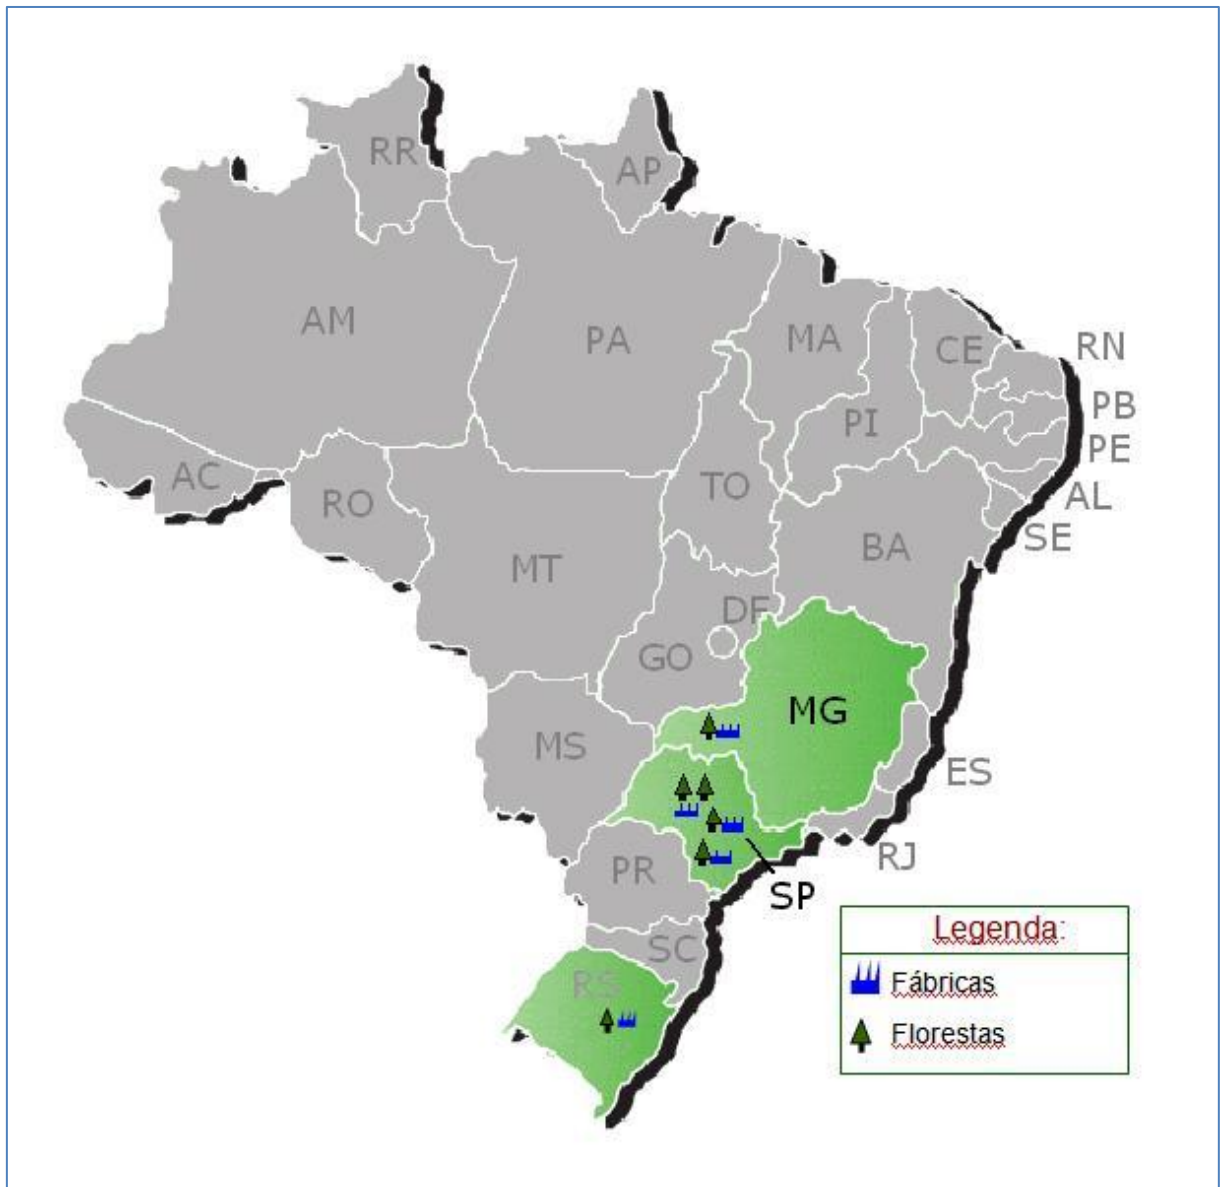 RR
AP
AM
PA
MA
CE
RN
PB
PI
PE
AC
RO
TO
AL
SE
BA
MT
DF
GO
MG
MS
ES
RJ
PR
SP
SC
RS
Legenda:
Fábricas
Florestas